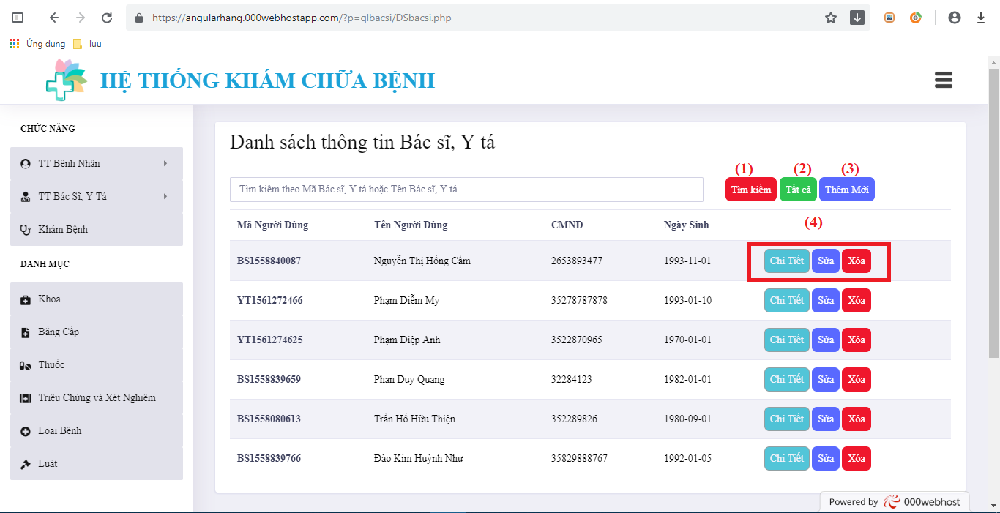 https://angularhang.000webhostapp.com/?p=qlbacsi/DSbacsi.php
Ứng dụng luu
HỆ THỐNG KHÁM CHỮA BỆNH
CHỨC NĂNG
TT Bệnh Nhân
TT Bác Sĩ, Y Tá
Khám Bệnh
DANH MỤC
Khoa
Bằng Cấp
Thuốc
Triệu Chứng và Xét Nghiệm
Loại Bệnh
Luật
Danh sách thông tin Bác sĩ, Y tá
(1) (2) (3)
Tìm kiếm theo Mã Bác sĩ, Y tá hoặc Tên Bác sĩ, Y tá Tìm kiếm Tất cả Thêm Mới
Mã Người Dùng Tên Người Dùng CMND Ngày Sinh (4)
BS1558840087 Nguyễn Thị Hồng Cẩm 2653893477 1993-11-01 Chi Tiết Sửa Xóa
YT1561272466 Phạm Diễm My 35278787878 1993-01-10 Chi Tiết Sửa Xóa
YT1561274625 Phạm Diệp Anh 3522870965 1970-01-01 Chi Tiết Sửa Xóa
BS1558839659 Phan Duy Quang 32284123 1982-01-01 Chi Tiết Sửa Xóa
BS1558080613 Trần Hồ Hữu Thiện 352289826 1980-09-01 Chi Tiết Sửa Xóa
BS1558839766 Đào Kim Huỳnh Như 35829888767 1992-01-05 Chi Tiết Sửa Xóa
Powered by 000webhost